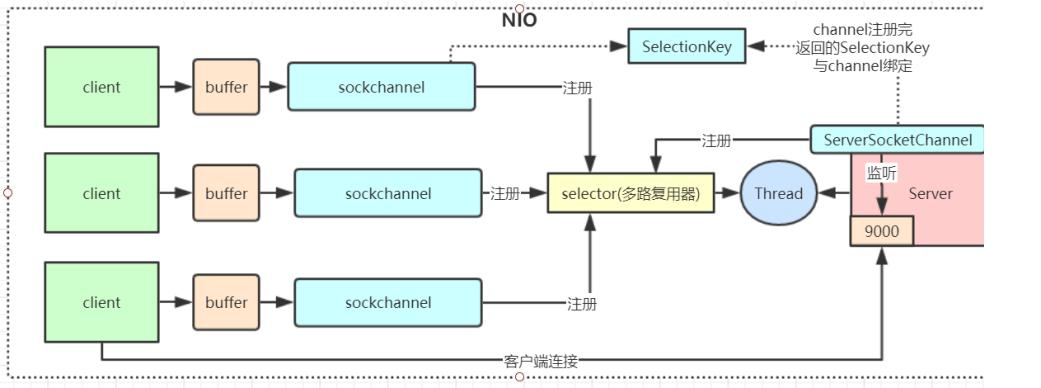 NIO
channel注册完
返回的SelectionKey
与channel绑定
SelectionKey
client
buffer
sockchannel
注册
注册
ServerSocketChannel
监听
client
buffer
sockchannel
注册
selector(多路复用器)
Thread
Server
9000
client
buffer
sockchannel
注册
客户端连接